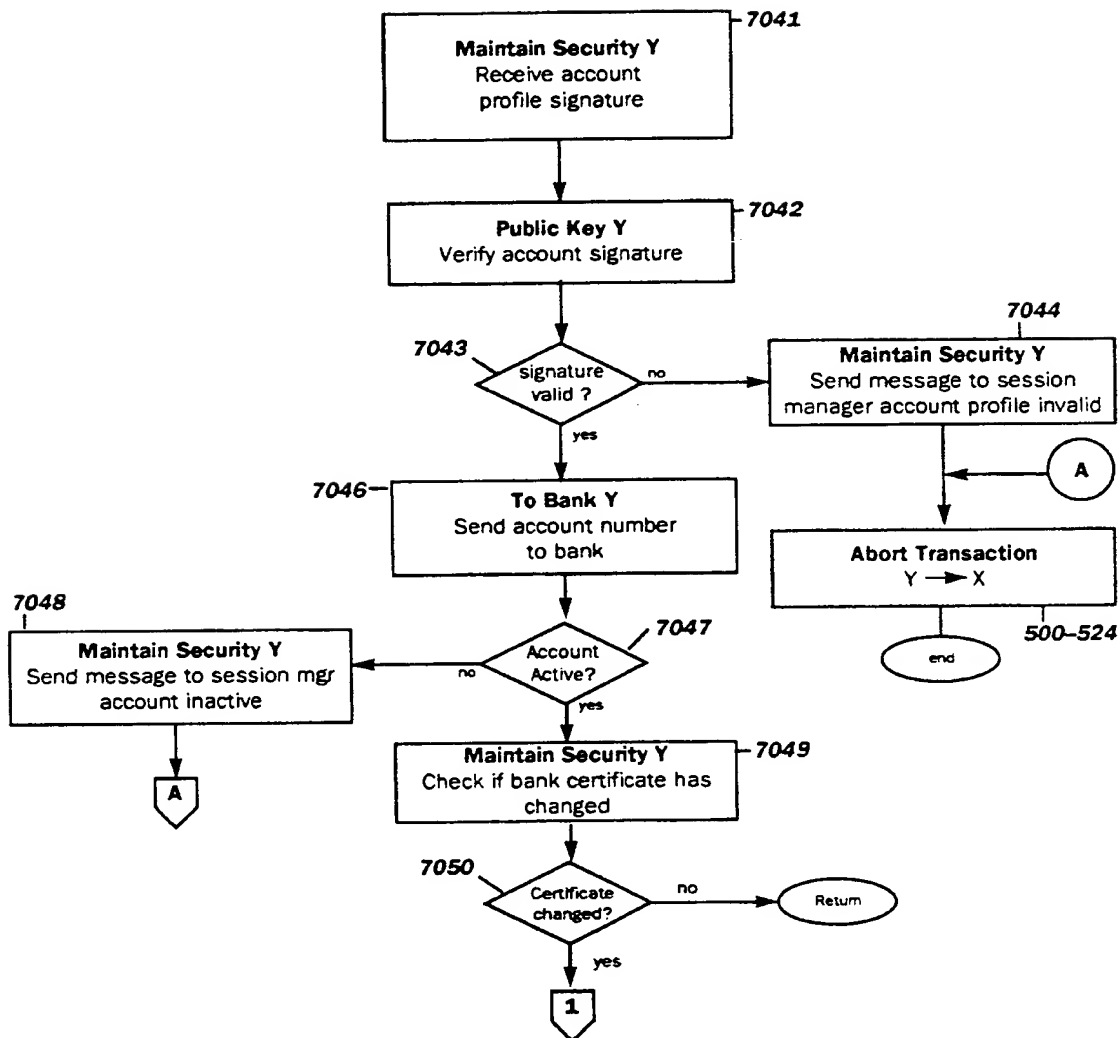 7041
Maintain Security Y
Receive account
profile signature
7042
Public Key Y
Verify account signature
7043
signature
valid ?
no
yes
7044
Maintain Security Y
Send message to session
manager account profile invalid
A
Abort Transaction
Y → X
500–524
end
7046
To Bank Y
Send account number
to bank
7047
Account
Active?
no
yes
7048
Maintain Security Y
Send message to session mgr
account inactive
A
7049
Maintain Security Y
Check if bank certificate has
changed
7050
Certificate
changed?
no
Return
yes
1